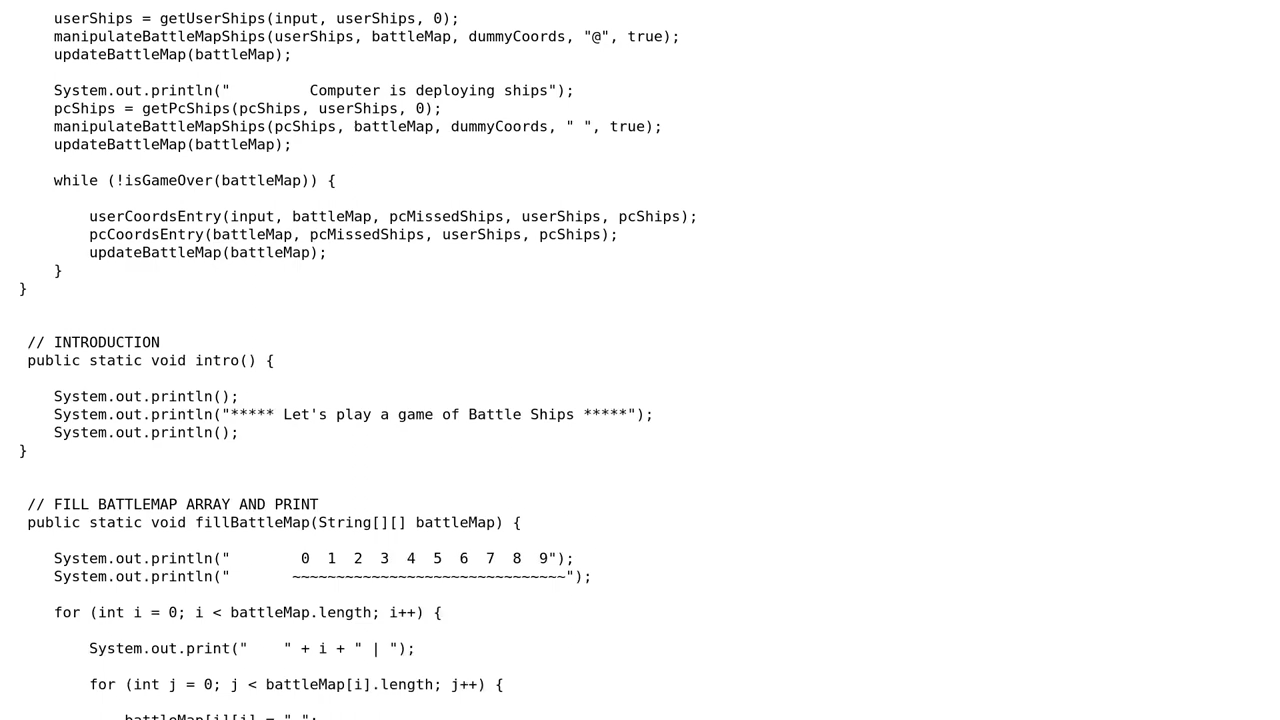 userShips = getUserShips(input, userShips, 0);
    manipulateBattleMapShips(userShips, battleMap, dummyCoords, "@", true);
    updateBattleMap(battleMap);

    System.out.println("         Computer is deploying ships");
    pcShips = getPcShips(pcShips, userShips, 0);
    manipulateBattleMapShips(pcShips, battleMap, dummyCoords, " ", true);
    updateBattleMap(battleMap);

    while (!isGameOver(battleMap)) {

        userCoordsEntry(input, battleMap, pcMissedShips, userShips, pcShips);
        pcCoordsEntry(battleMap, pcMissedShips, userShips, pcShips);
        updateBattleMap(battleMap);
    }
}


 // INTRODUCTION
 public static void intro() {

    System.out.println();
    System.out.println("***** Let's play a game of Battle Ships *****");
    System.out.println();
}


 // FILL BATTLEMAP ARRAY AND PRINT
 public static void fillBattleMap(String[][] battleMap) {

    System.out.println("        0  1  2  3  4  5  6  7  8  9");
    System.out.println("       ~~~~~~~~~~~~~~~~~~~~~~~~~~~~~~~");

    for (int i = 0; i < battleMap.length; i++) {

        System.out.print("    " + i + " | ");

        for (int j = 0; j < battleMap[i].length; j++) {

            battleMap[i][j] = " ";